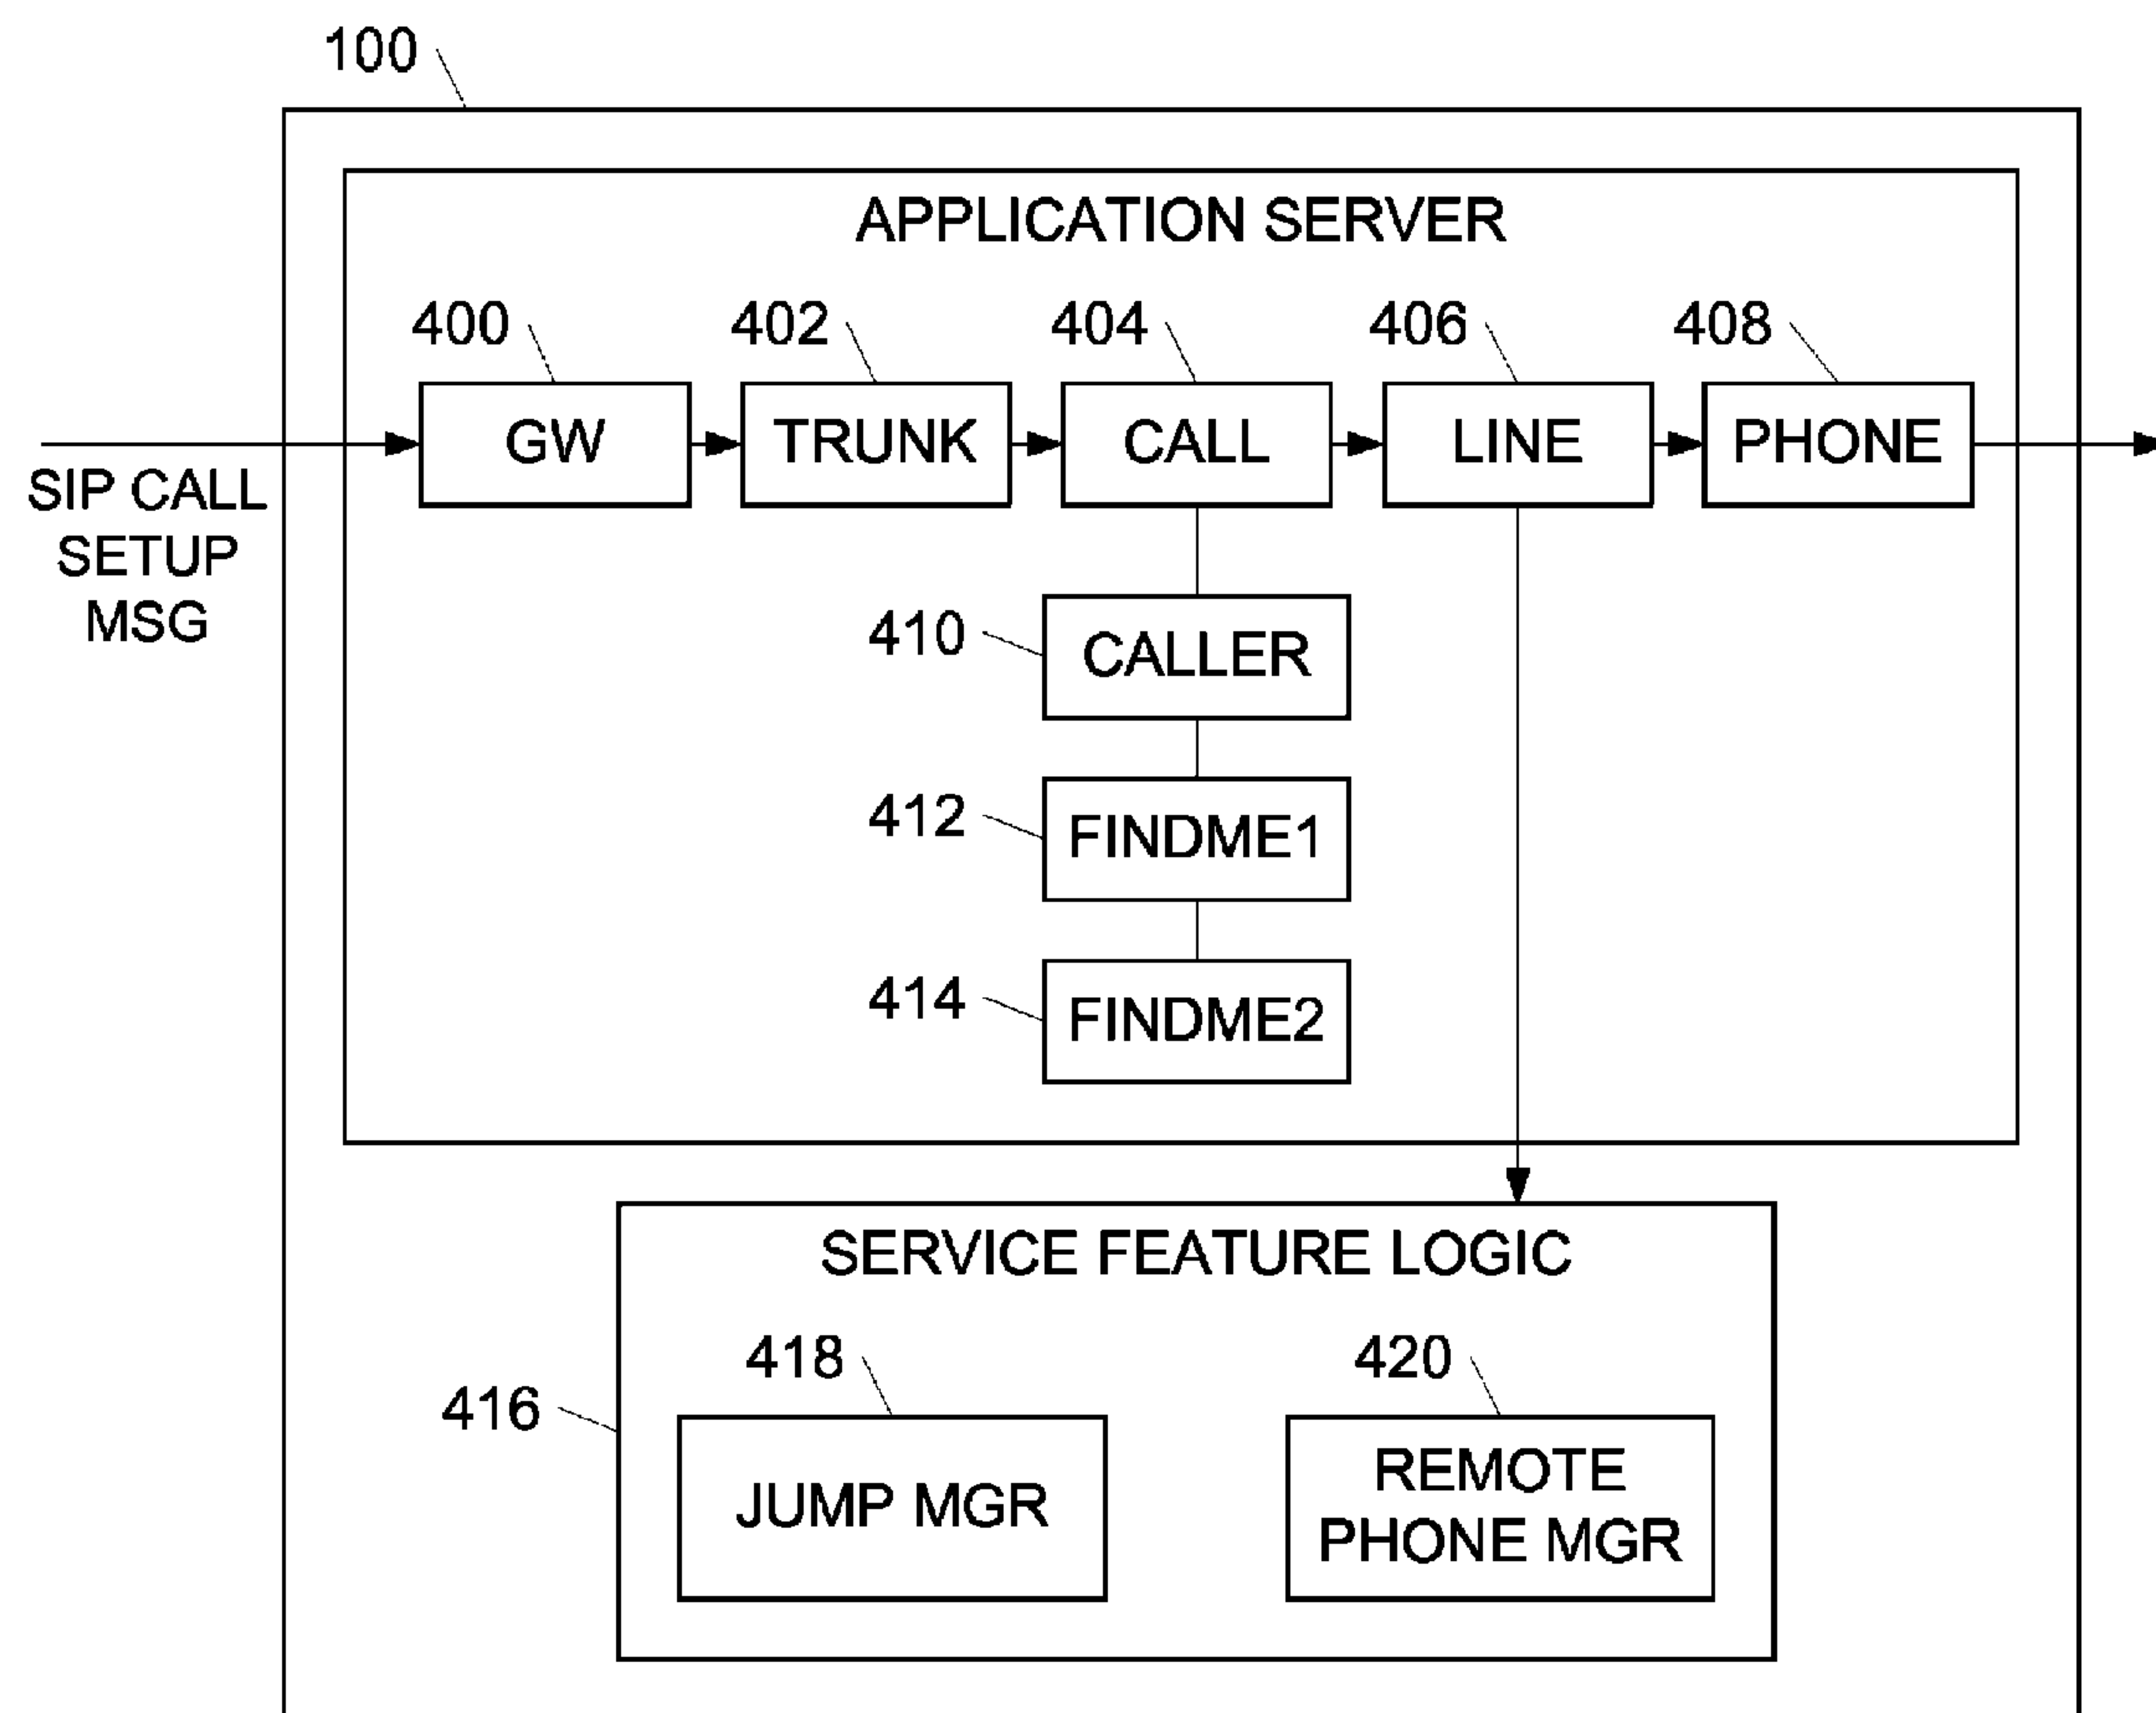 100
APPLICATION SERVER
400 402 404 406 408
GW TRUNK CALL LINE PHONE
SIP CALL
SETUP
MSG
410 CALLER
412 FINDME1
414 FINDME2
SERVICE FEATURE LOGIC
418 420
416
JUMP MGR
REMOTE
PHONE MGR